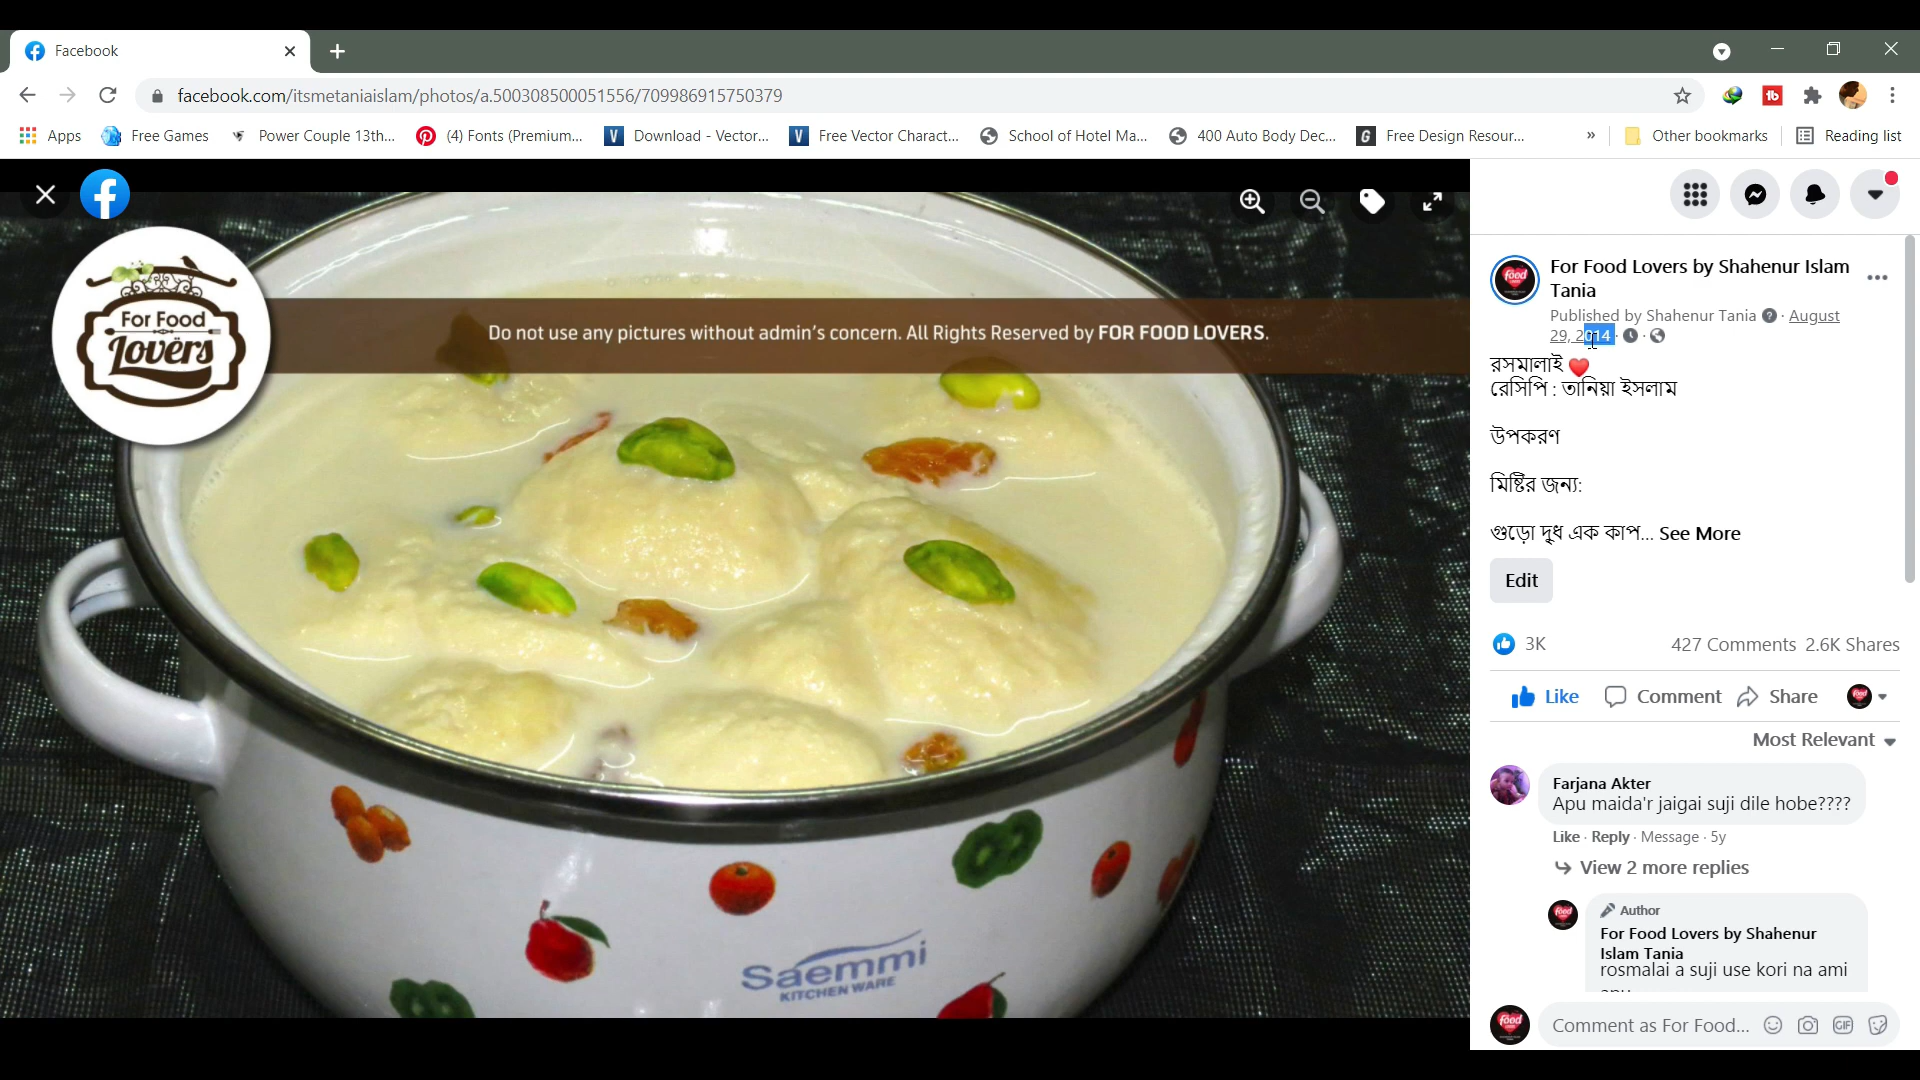 Facebook
facebook.com/itsmetaniaislam/photos/a.500308500051556/709986915750379
Apps
Free Games
Power Couple 13th...
(4) Fonts (Premium...
Download - Vector...
Free Vector Charact...
School of Hotel Ma...
400 Auto Body Dec...
Free Design Resour...
»
Other bookmarks
Reading list
For Food
Lovers
Do not use any pictures without admin's concern. All Rights Reserved by FOR FOOD LOVERS.
Saemmi
KITCHEN WARE
For Food Lovers by Shahenur Islam
Tania
Published by Shahenur Tania · August
29, 2014 ·
রসমালাই ❤️
রেসিপি : তানিয়া ইসলাম
উপকরণ
মিষ্টির জন্য:
গুড়ো দুধ এক কাপ... See More
Edit
3K
427 Comments 2.6K Shares
Like Comment Share
Most Relevant
Farjana Akter
Apu maida'r jaigai suji dile hobe????
Like · Reply · Message · 5y
View 2 more replies
Author
For Food Lovers by Shahenur
Islam Tania
rosmalai a suji use kori na ami
Comment as For Food...
GIF